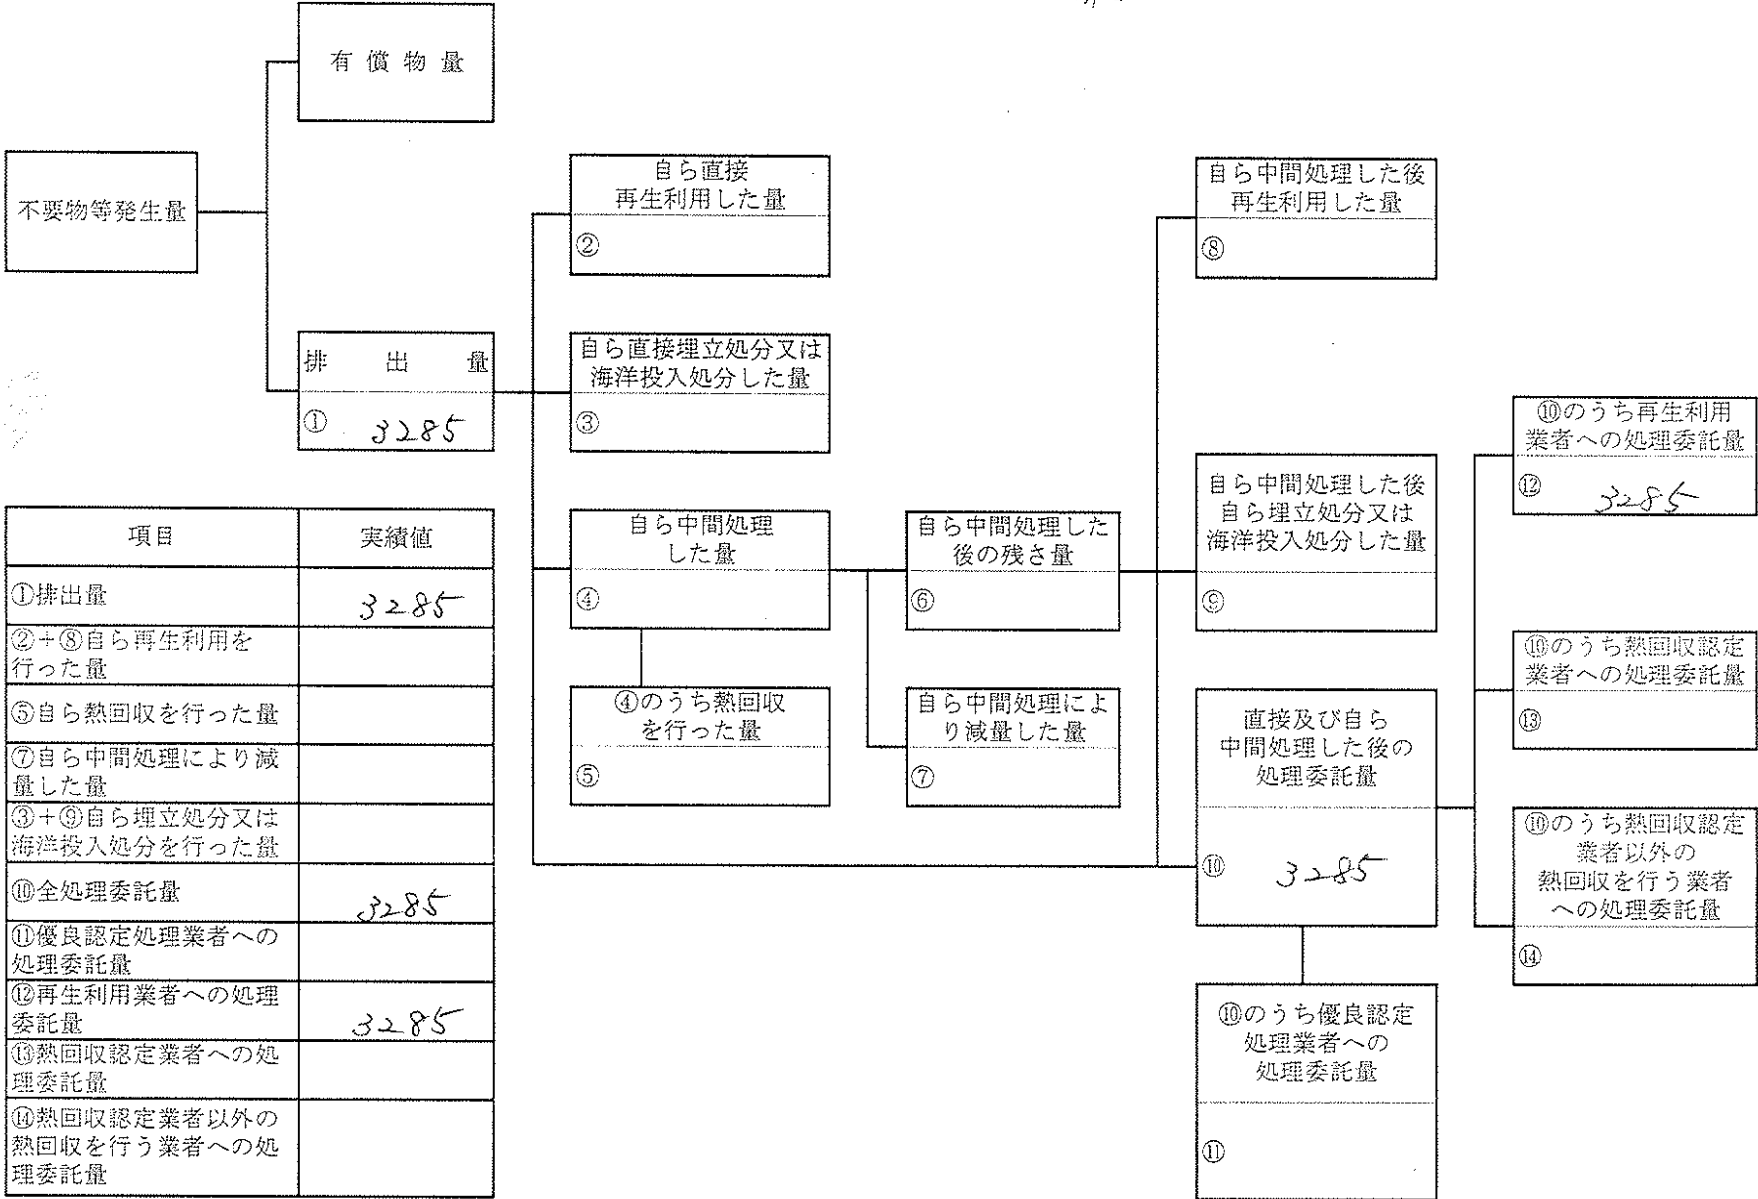 有償物量
不要物等発生量
排出量
① 3285
自ら直接
再生利用した量
②
自ら直接埋立処分又は
海洋投入処分した量
③
自ら中間処理
した量
④
④のうち熱回収
を行った量
⑤
自ら中間処理した
後の残さ量
⑥
自ら中間処理によ
り減量した量
⑦
自ら中間処理した後
再生利用した量
⑧
自ら中間処理した後
自ら埋立処分又は
海洋投入処分した量
⑨
直接及び自ら
中間処理した後の
処理委託量
⑩ 3285
⑩のうち優良認定
処理業者への
処理委託量
⑪
⑩のうち再生利用
業者への処理委託量
⑫ 3285
⑩のうち熱回収認定
業者への処理委託量
⑬
⑩のうち熱回収認定
業者以外の
熱回収を行う業者
への処理委託量
⑭
項目 実績値
①排出量 3285
②+⑧自ら再生利用を
行った量
⑤自ら熱回収を行った量
⑦自ら中間処理により減
量した量
③+⑨自ら埋立処分又は
海洋投入処分を行った量
⑩全処理委託量 3285
⑪優良認定処理業者への
処理委託量
⑫再生利用業者への処理
委託量 3285
⑬熱回収認定業者への処
理委託量
⑭熱回収認定業者以外の
熱回収を行う業者への処
理委託量